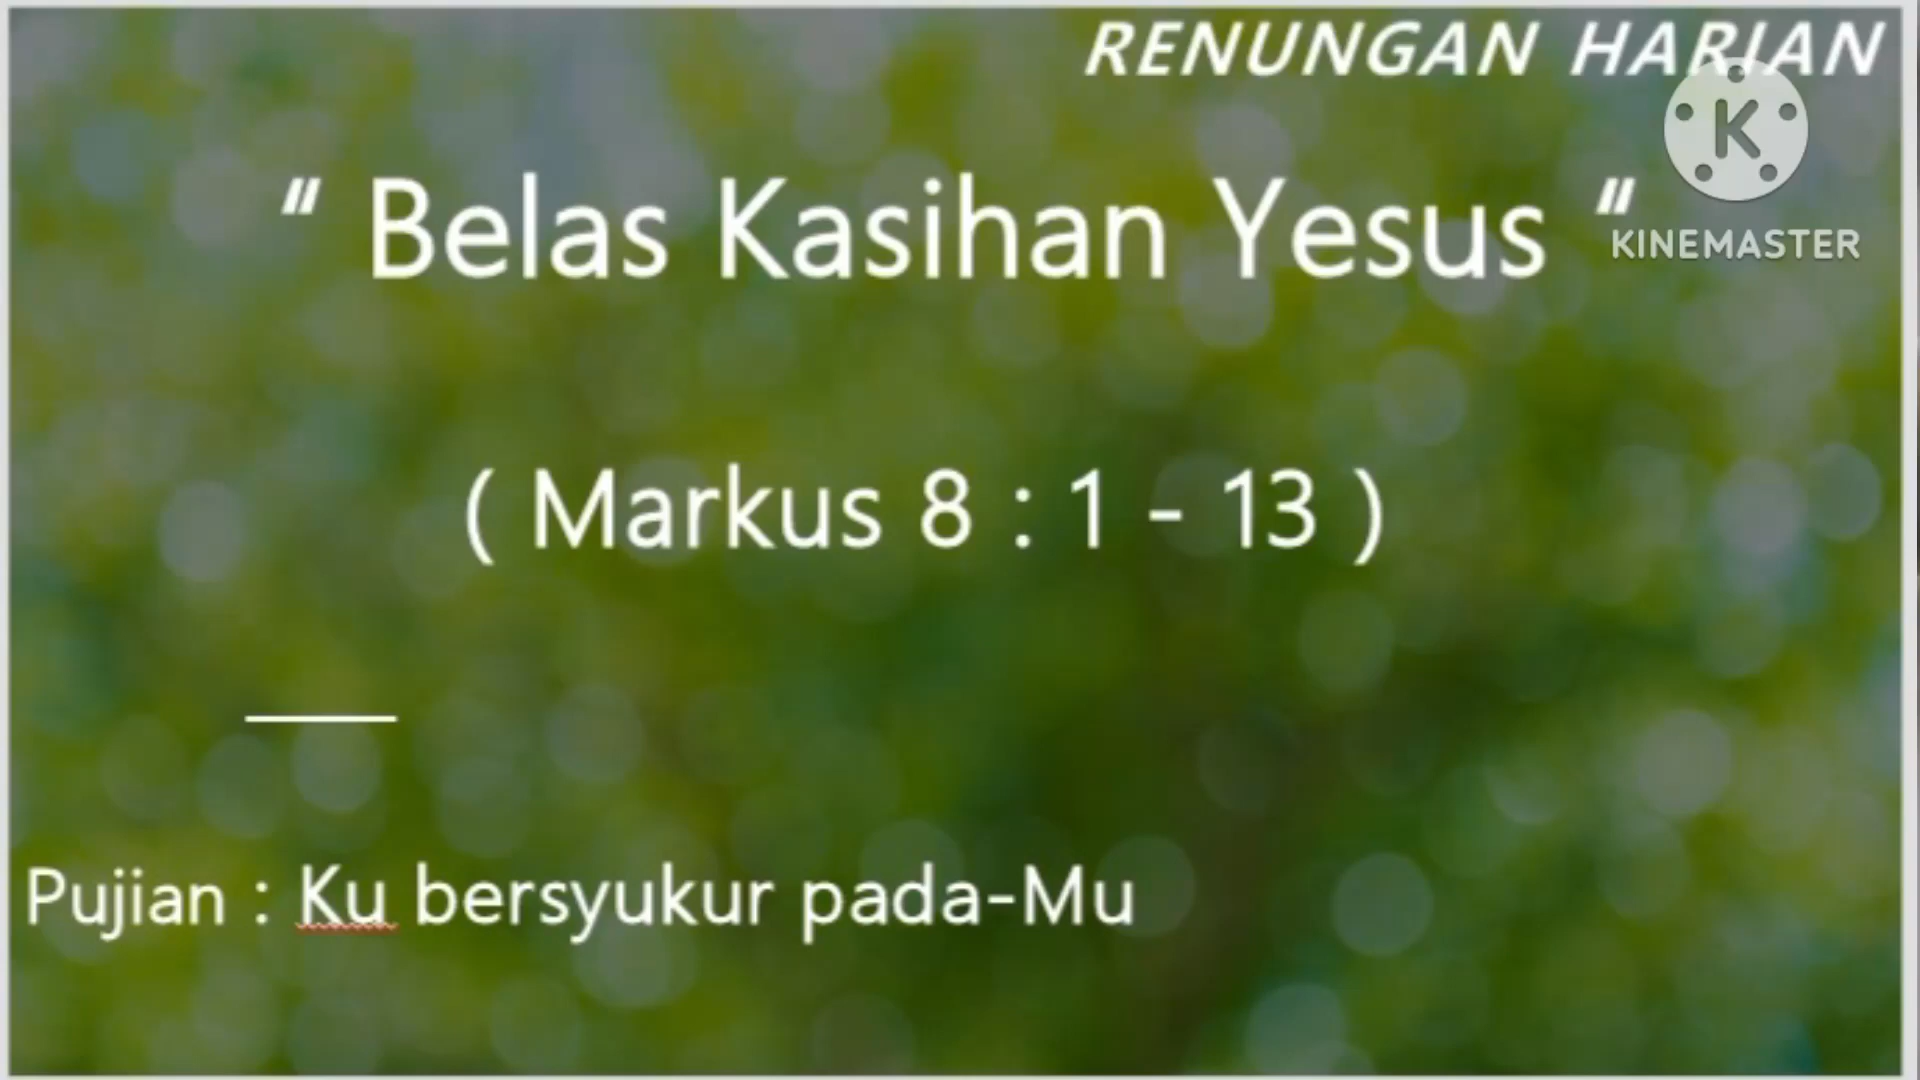 RENUNGAN HARIAN
“ Belas Kasihan Yesus “
K
KINEMASTER
( Markus 8 : 1 - 13 )
Pujian : Ku bersyukur pada-Mu